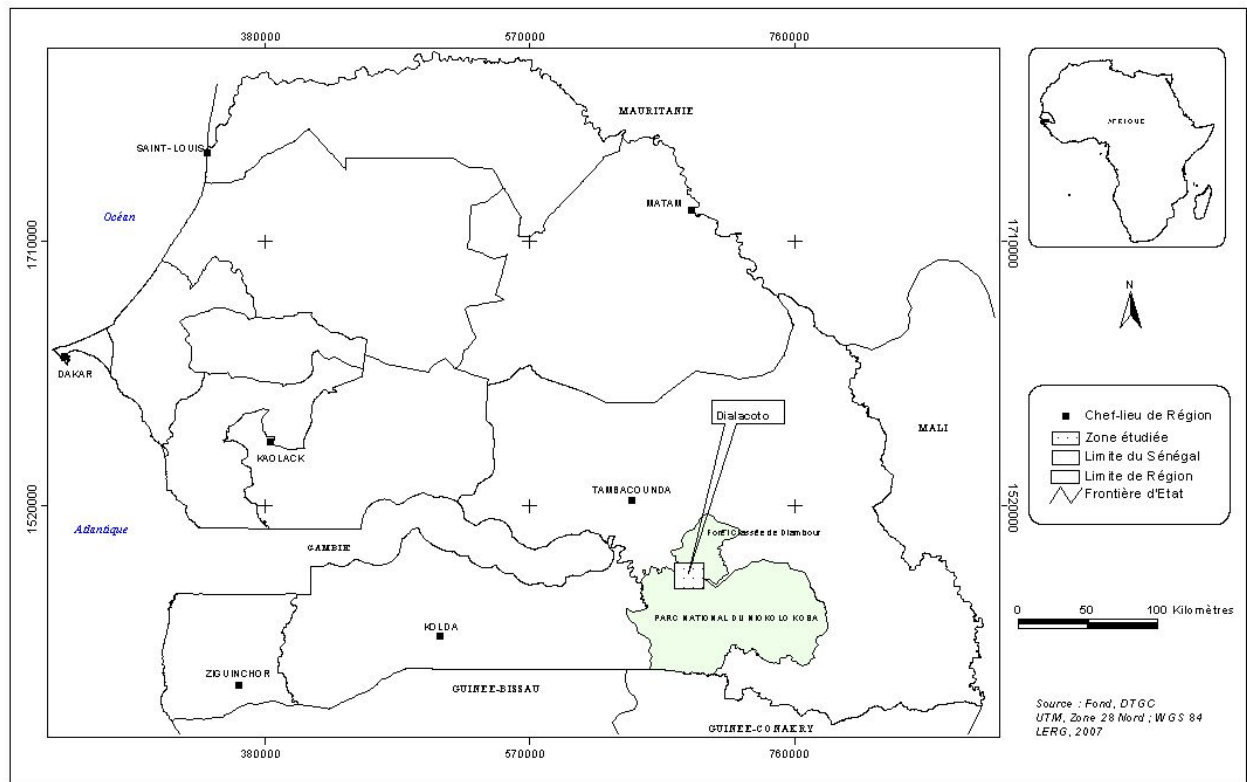 380000
570000
760000
MAURITANIE
SAINT-LOUIS
Océan
MATAM
1710000
1710000
AFRIQUE
N
DAKAR
Dialacoto
MALI
KAOLACK
TAMBACOUNDA
1520000
1520000
Atlantique
Forêt Classée de Diambour
GAMBIE
PARC NATIONAL DU NIOKOLO KOBA
KOLDA
ZIGUINCHOR
GUINEE-BISSAU
GUINEE-CONAKRY
380000
570000
760000
Chef-lieu de Région
Zone étudiée
Limite du Sénégal
Limite de Région
Frontière d'Etat
0 50 100 Kilomètres
Source : Fond, DTGC
UTM, Zone 28 Nord ; WGS 84
LERG, 2007